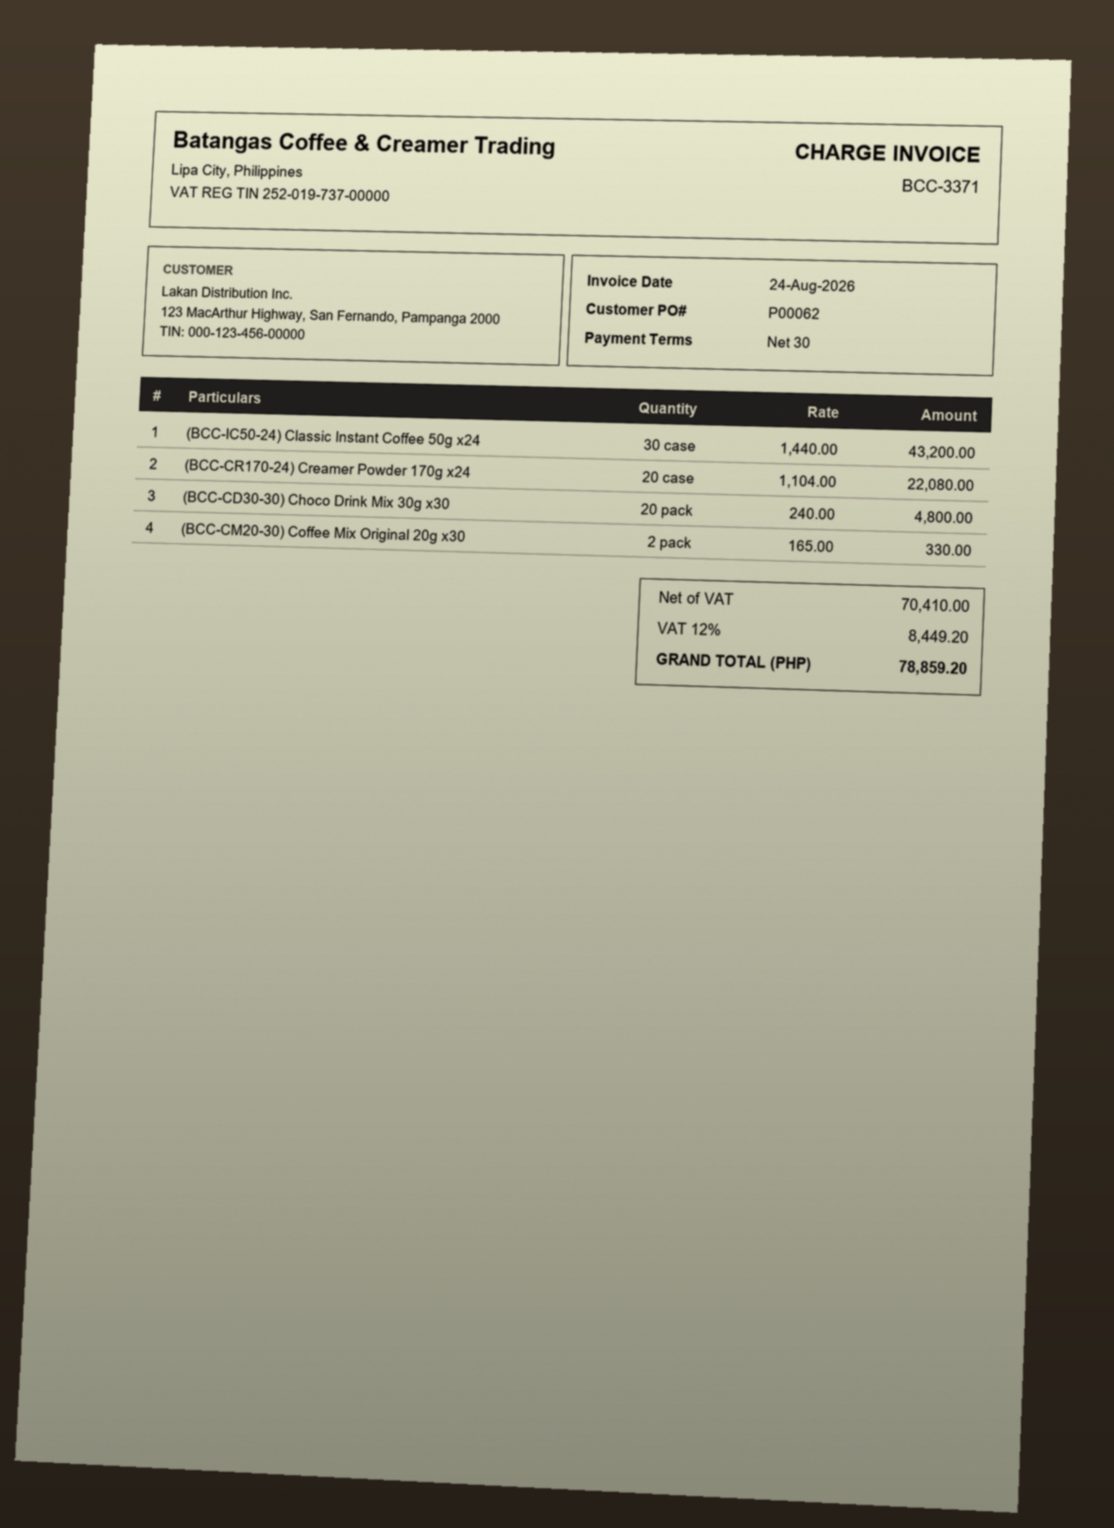 Batangas Coffee & Creamer Trading
Lipa City, Philippines
VAT REG TIN 252-019-737-00000
CHARGE INVOICE
BCC-3371
CUSTOMER
Lakan Distribution Inc.
123 MacArthur Highway, San Fernando, Pampanga 2000
TIN: 000-123-456-00000
Invoice Date 24-Aug-2026
Customer PO# P00062
Payment Terms Net 30
# Particulars Quantity Rate Amount
1 (BCC-IC50-24) Classic Instant Coffee 50g x24 30 case 1,440.00 43,200.00
2 (BCC-CR170-24) Creamer Powder 170g x24 20 case 1,104.00 22,080.00
3 (BCC-CD30-30) Choco Drink Mix 30g x30 20 pack 240.00 4,800.00
4 (BCC-CM20-30) Coffee Mix Original 20g x30 2 pack 165.00 330.00
Net of VAT 70,410.00
VAT 12% 8,449.20
GRAND TOTAL (PHP) 78,859.20